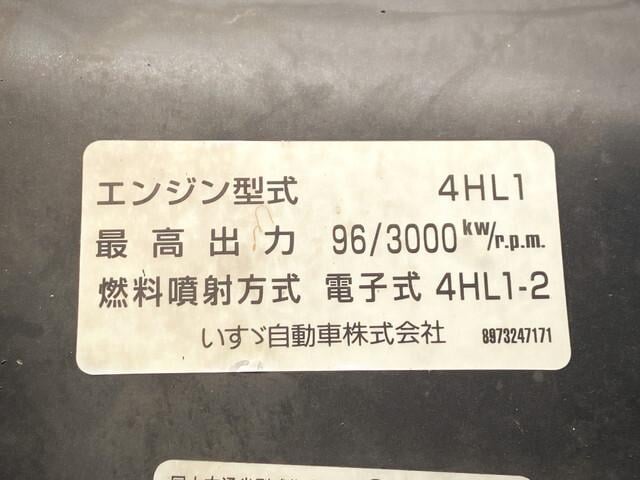 エンジン型式 4HL1
最高出力 96/3000 kw/r.p.m.
燃料噴射方式 電子式 4HL1-2
いすゞ自動車株式会社 8973247171